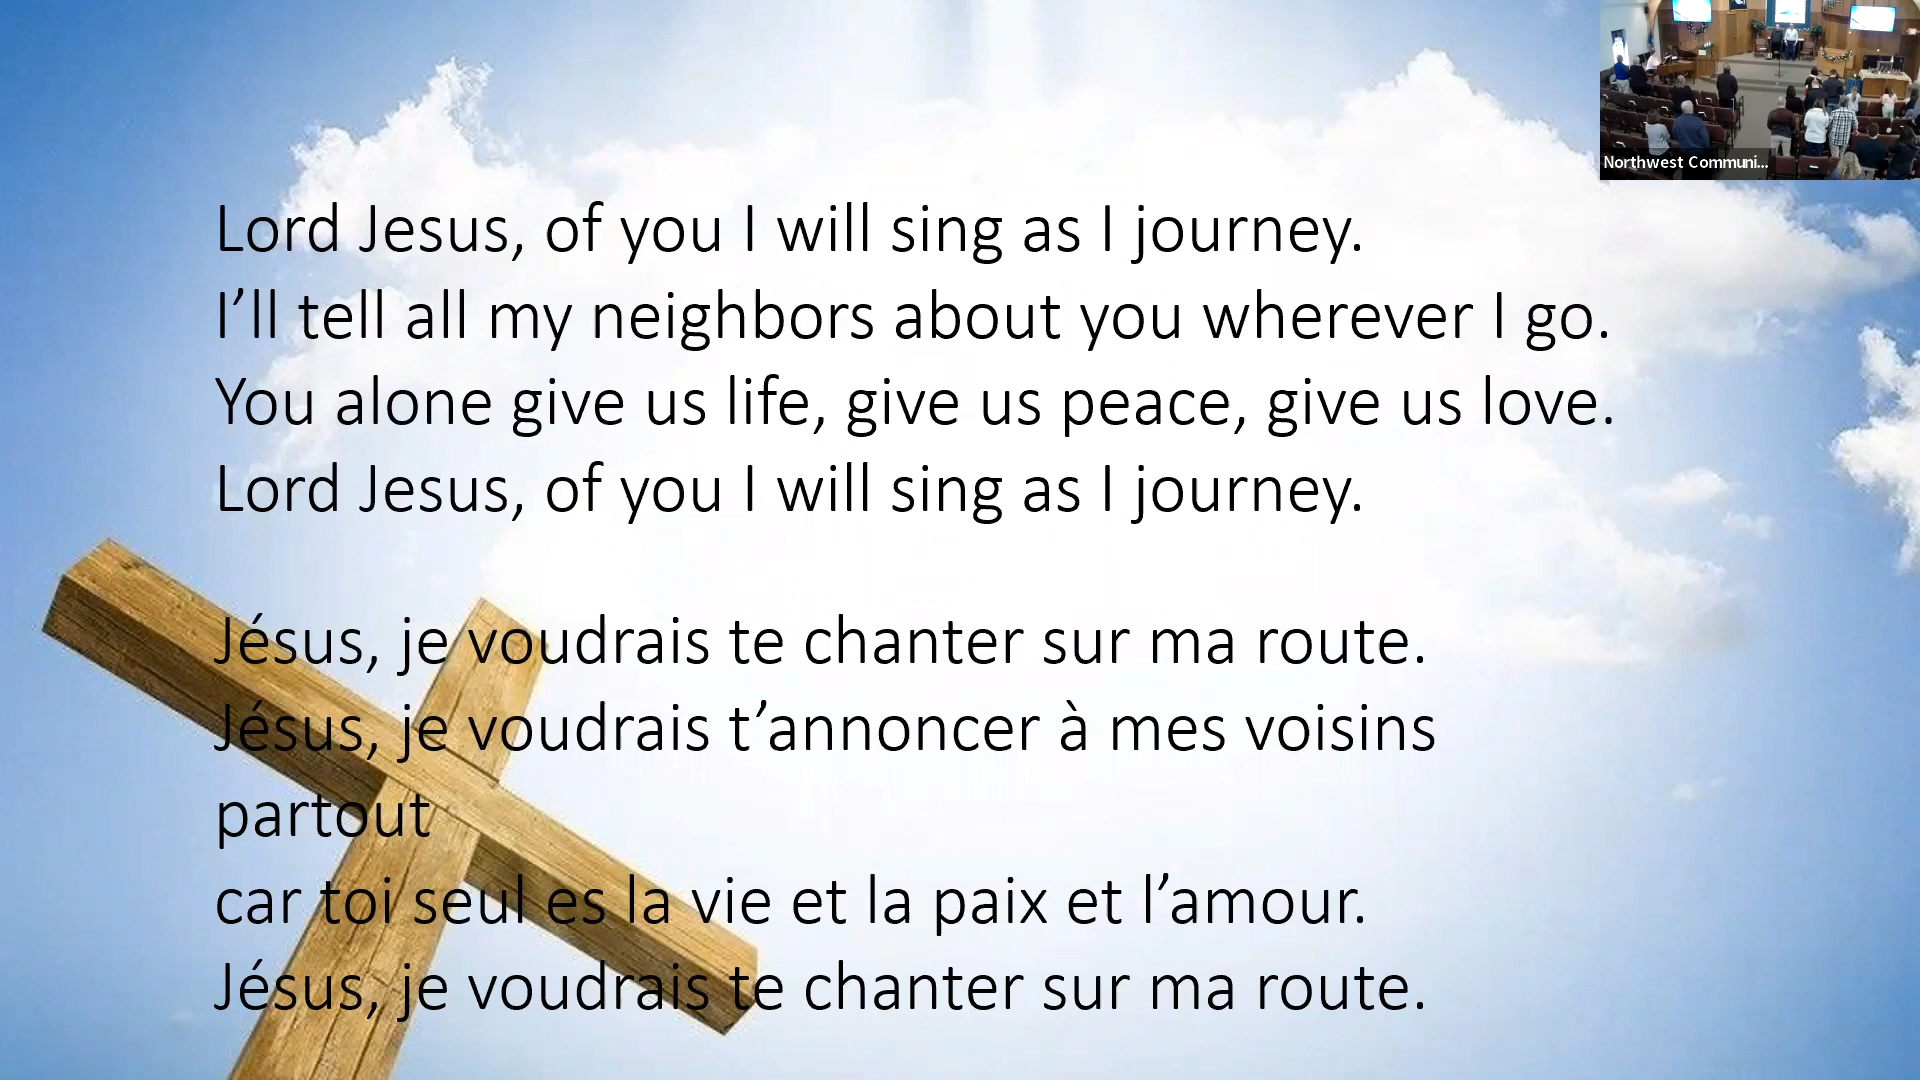 Northwest Communi...
Lord Jesus, of you I will sing as I journey.
I’ll tell all my neighbors about you wherever I go.
You alone give us life, give us peace, give us love.
Lord Jesus, of you I will sing as I journey.
Jésus, je voudrais te chanter sur ma route.
Jésus, je voudrais t’annoncer à mes voisins
partout
car toi seul es la vie et la paix et l’amour.
Jésus, je voudrais te chanter sur ma route.